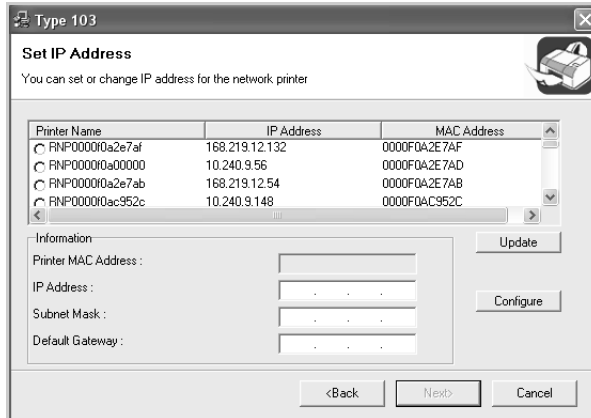 Type 103
Set IP Address
You can set or change IP address for the network printer
Printer Name IP Address MAC Address
RNP0000f0a2e7af 168.219.12.132 0000F0A2E7AF
RNP0000f0a00000 10.240.9.56 0000F0A2E7AD
RNP0000f0a2e7ab 168.219.12.54 0000F0A2E7AB
RNP0000f0ac952c 10.240.9.148 0000F0AC952C
Information
Update
Printer MAC Address :
IP Address : . . .
Configure
Subnet Mask : . . .
Default Gateway : . . .
<Back Next> Cancel